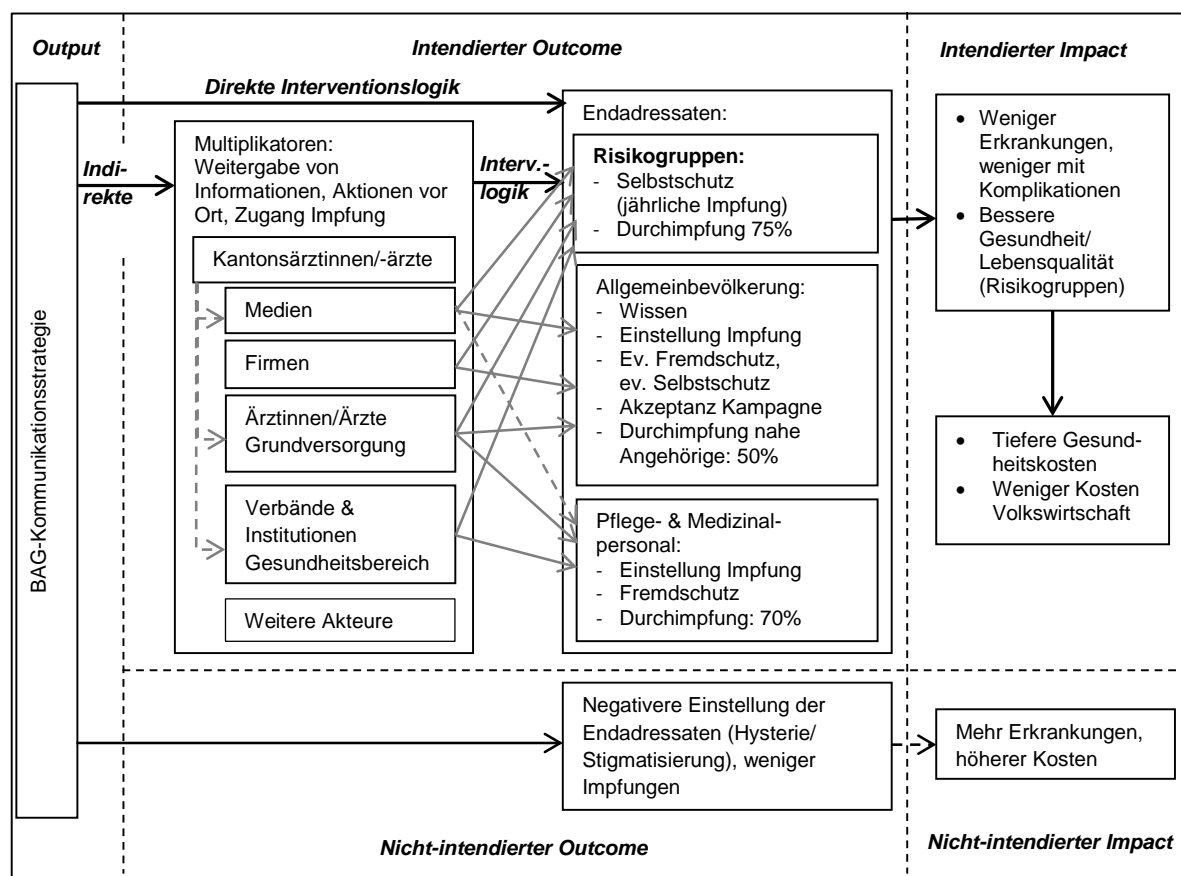 Output
Intendierter Outcome
Intendierter Impact
BAG-Kommunikationsstrategie
Direkte Interventionslogik
Indi-
rekte
Multiplikatoren:
Weitergabe von
Informationen, Aktionen vor
Ort, Zugang Impfung
Kantonsärztinnen/-ärzte
Medien
Firmen
Ärztinnen/Ärzte
Grundversorgung
Verbände &
Institutionen
Gesundheitsbereich
Weitere Akteure
Interv.-
logik
Endadressaten:
Risikogruppen:
- Selbstschutz
(jährliche Impfung)
- Durchimpfung 75%
Allgemeinbevölkerung:
- Wissen
- Einstellung Impfung
- Ev. Fremdschutz,
ev. Selbstschutz
- Akzeptanz Kampagne
- Durchimpfung nahe
Angehörige: 50%
Pflege- & Medizinal-
personal:
- Einstellung Impfung
- Fremdschutz
- Durchimpfung: 70%
• Weniger
Erkrankungen,
weniger mit
Komplikationen
• Bessere
Gesundheit/
Lebensqualität
(Risikogruppen)
• Tiefere Gesund-
heitskosten
• Weniger Kosten
Volkswirtschaft
Negativere Einstellung der
Endadressaten (Hysterie/
Stigmatisierung), weniger
Impfungen
Mehr Erkrankungen,
höherer Kosten
Nicht-intendierter Outcome
Nicht-intendierter Impact